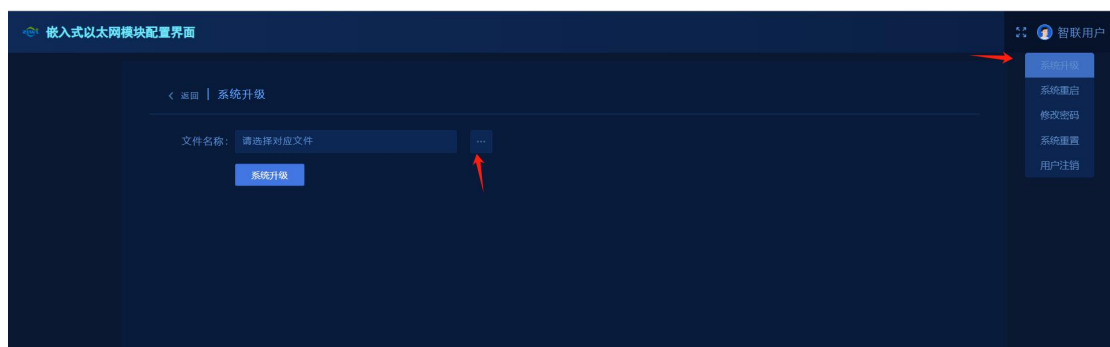 嵌入式以太网模块配置界面
智联用户
系统升级
系统重启
修改密码
系统重置
用户注销
返回 | 系统升级
文件名称: 请选择对应文件 ...
系统升级